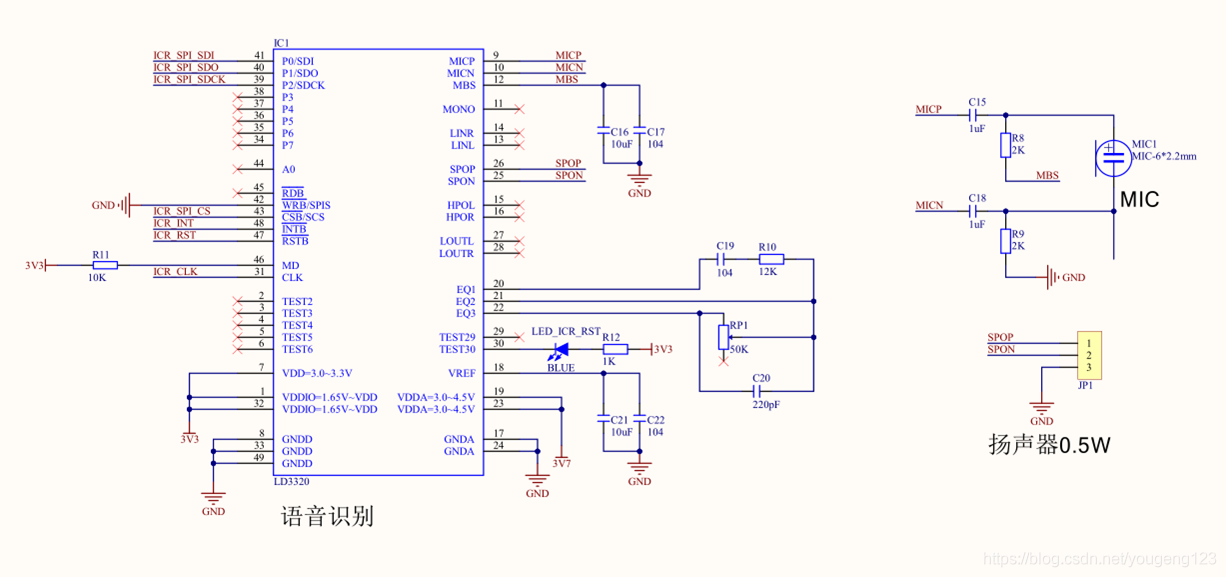 IC1
ICR_SPI_SDI 41 P0/SDI
ICR_SPI_SDO 40 P1/SDO
ICR_SPI_SDCK 39 P2/SDCK
38 P3
37 P4
36 P5
35 P6
34 P7
44 A0
45 RDB
GND 42 WRB/SPIS
ICR_SPI_CS 43 CSB/SCS
ICR_INT 48 INTB
ICR_RST 47 RSTB
3V3 R11 10K 46 MD
ICR_CLK 31 CLK
2 TEST2
3 TEST3
4 TEST4
5 TEST5
6 TEST6
7 VDD=3.0~3.3V
1 VDDIO=1.65V~VDD
32 VDDIO=1.65V~VDD
3V3
8 GNDD
33 GNDD
49 GNDD
GND
LD3320
语音识别
MICP 9 MICP
MICN 10 MICN
MBS 12 MBS
MONO 11
LINR 14
LINL 13
SPOP 26 SPOP
SPON 25 SPON
HPOL 15
HPOR 16
LOUTL 27
LOUTR 28
EQ1 20
EQ2 21
EQ3 22
TEST29 29
TEST30 30
VREF 18
VDDA=3.0~4.5V 19
VDDA=3.0~4.5V 23
GNDA 17
GNDA 24
3V7
GND
C16
10uF
C17
104
GND
C19
104
R10
12K
RP1
50K
C20
220pF
LED_ICR_RST
BLUE
R12
1K
3V3
C21
10uF
C22
104
GND
MICP
C15
1uF
R8
2K
MBS
MIC1
MIC-6*2.2mm
MIC
MICN
C18
1uF
R9
2K
GND
SPOP 1
SPON 2
3
JP1
GND
扬声器0.5W
https://blog.csdn.net/yougeng123